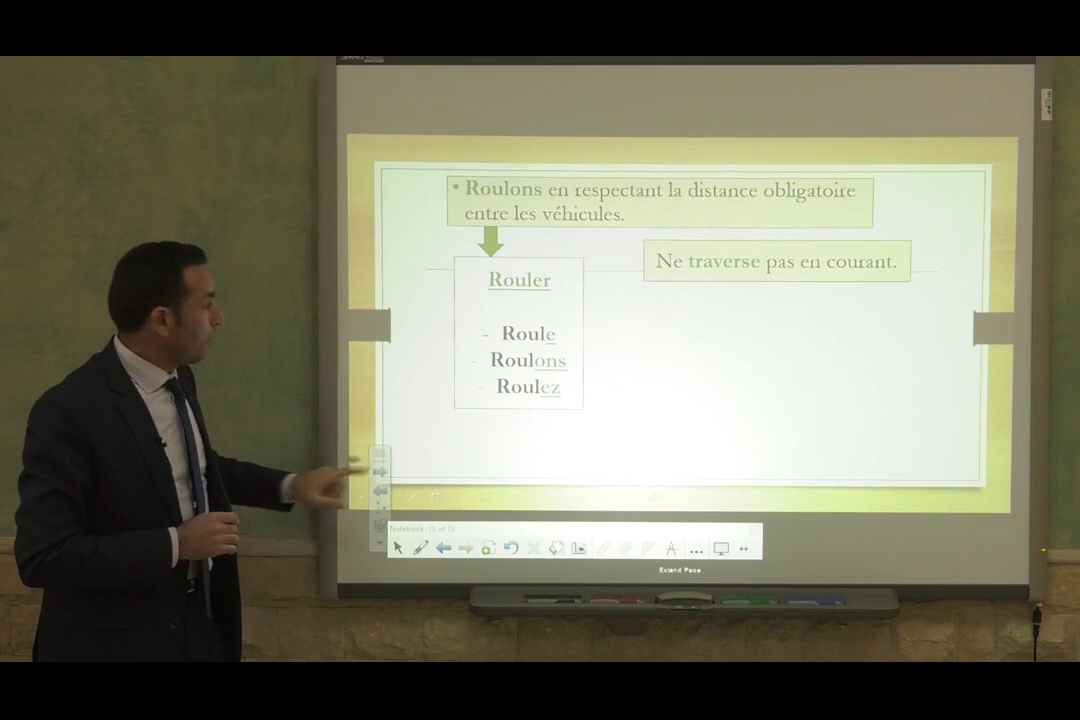 • Roulons en respectant la distance obligatoire
entre les véhicules.
Ne traverse pas en courant.
Rouler
- Roule
- Roulons
- Roulez
Extend Page